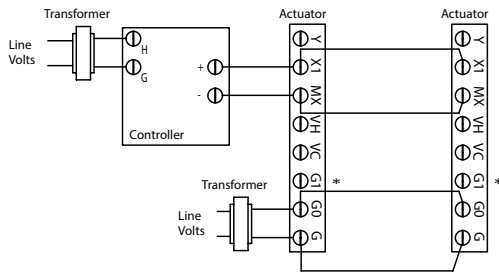 Transformer
Actuator
Actuator
Line
Volts
H
G
+
-
Controller
Y
X1
MX
VH
VC
G1
G0
G
*
Y
X1
MX
VH
VC
G1
G0
G
*
Transformer
Line
Volts